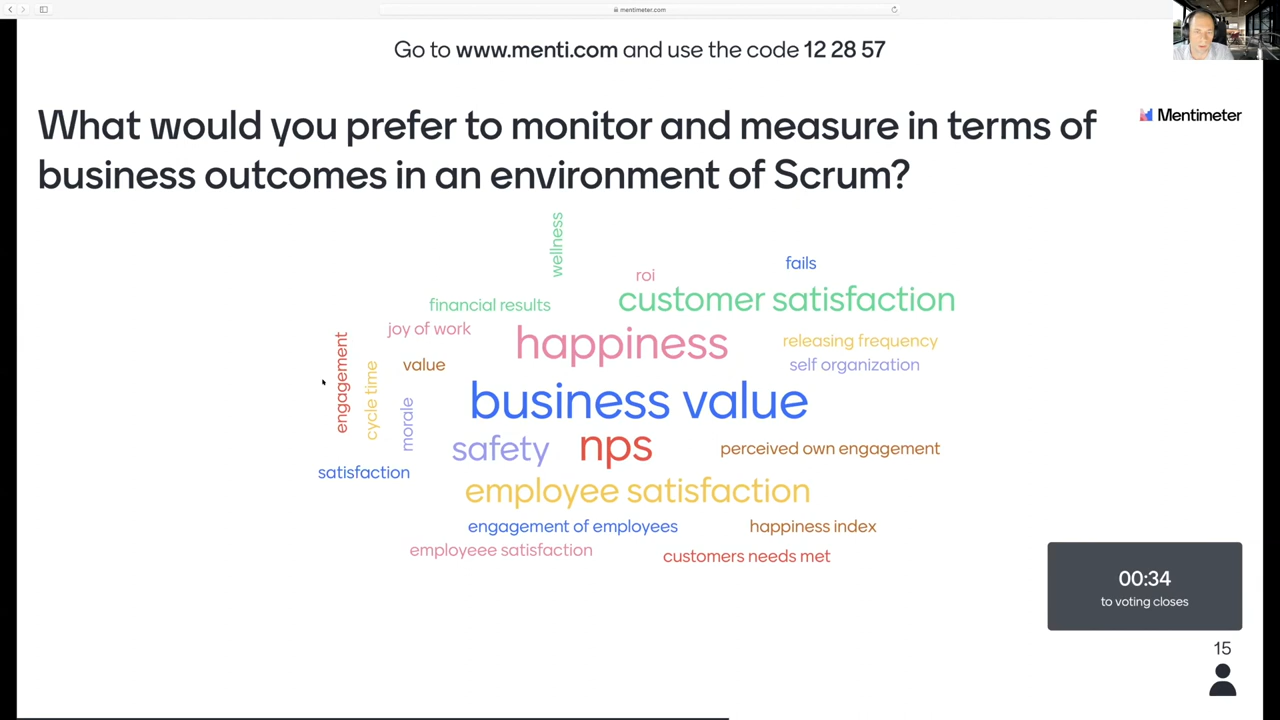 mentimeter.com
Go to www.menti.com and use the code 12 28 57
Mentimeter
What would you prefer to monitor and measure in terms of
business outcomes in an environment of Scrum?
wellness
fails
roi
customer satisfaction
financial results
joy of work
happiness
releasing frequency
engagement
cycle time
value
self organization
business value
morale
safety
nps
perceived own engagement
satisfaction
employee satisfaction
engagement of employees
happiness index
employeee satisfaction
customers needs met
00:34
to voting closes
15